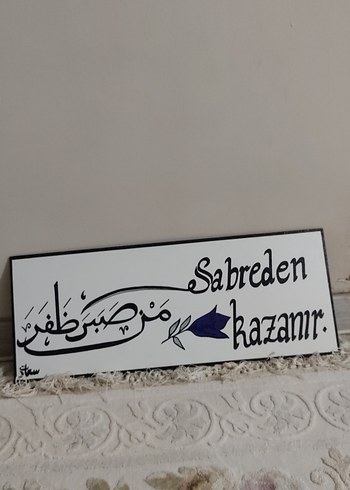 Sabreden
مَنْ صَبَرَ ظَفَرَ
kazanır.